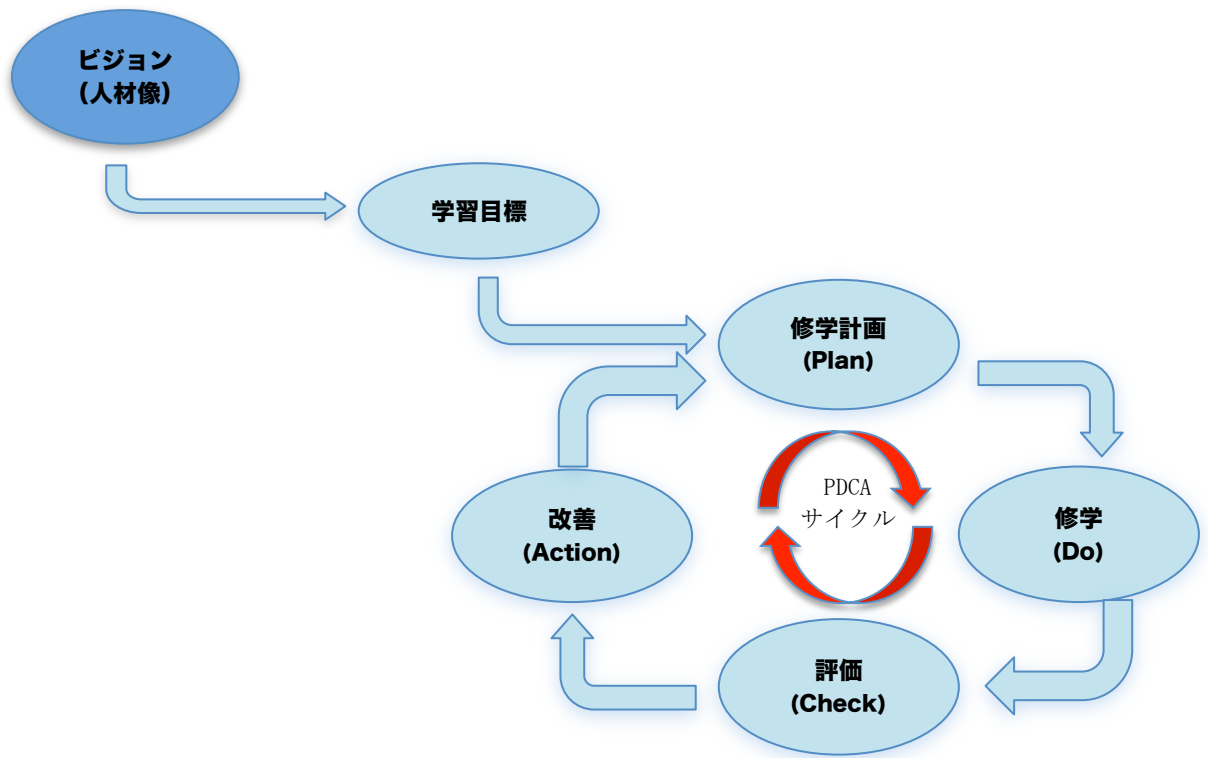 ビジョン
（人材像）
学習目標
修学計画
(Plan)
PDCA
サイクル
修学
(Do)
改善
(Action)
評価
(Check)